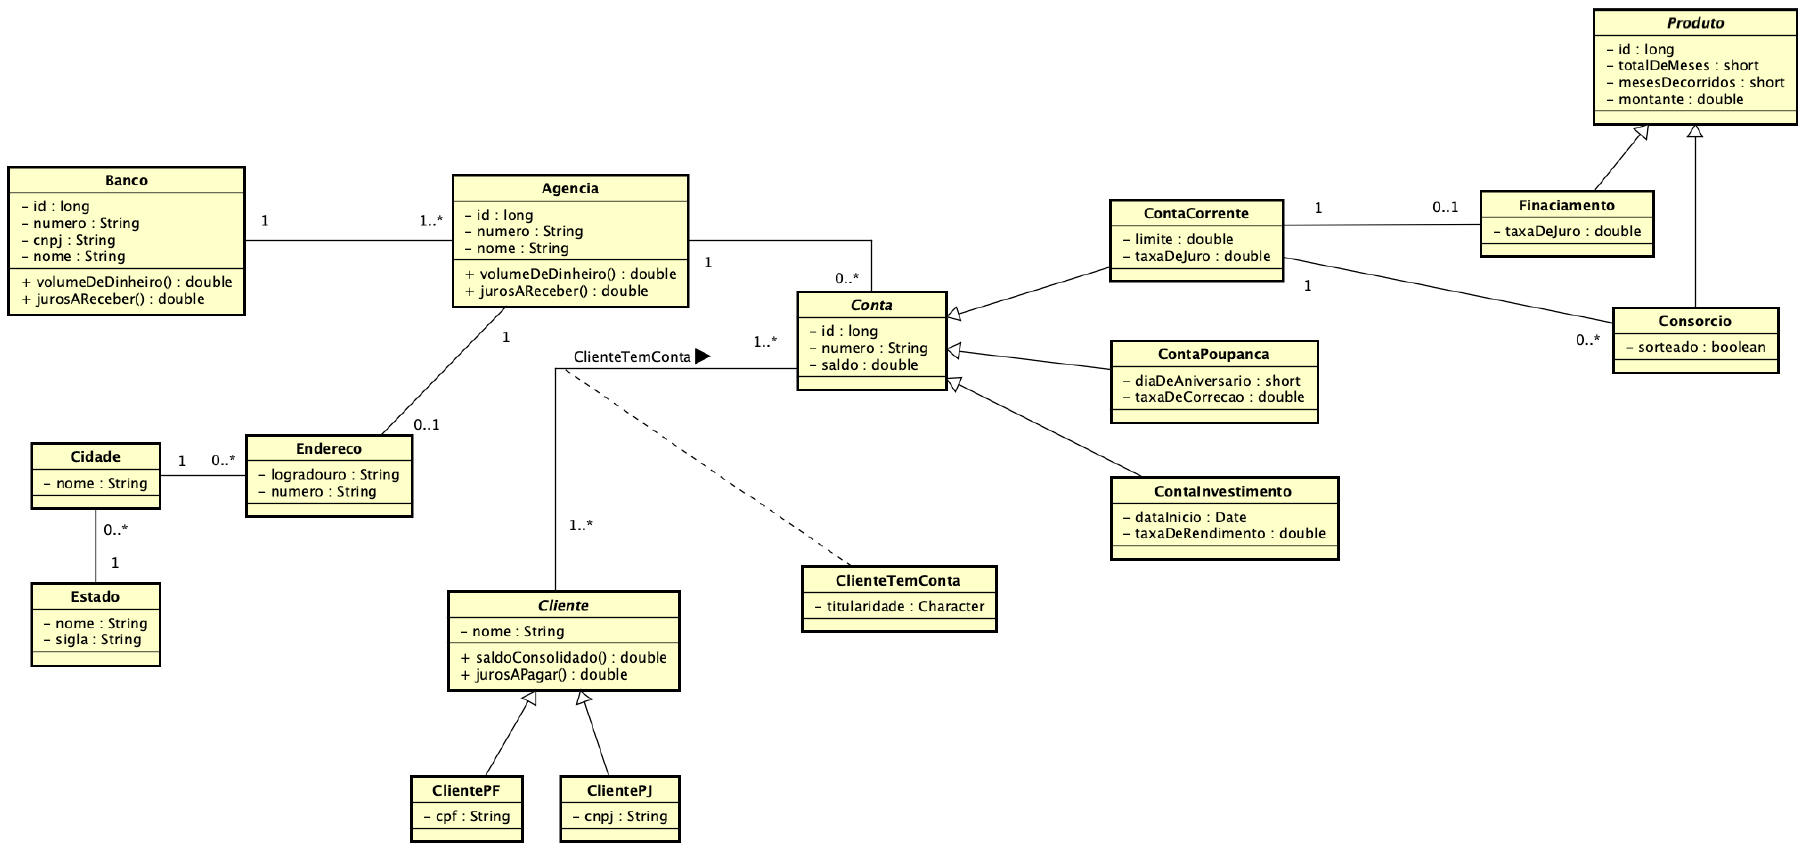 Produto
– id : long
– totalDeMeses : short
– mesesDecorridos : short
– montante : double
Banco
– id : long
– numero : String
– cnpj : String
– nome : String
+ volumeDeDinheiro() : double
+ jurosAReceber() : double
1
1..*
Agencia
– id : long
– numero : String
– nome : String
+ volumeDeDinheiro() : double
+ jurosAReceber() : double
1
0..*
ContaCorrente
– limite : double
– taxaDeJuro : double
1
0..1
Finaciamento
– taxaDeJuro : double
1
0..*
Consorcio
– sorteado : boolean
Conta
– id : long
– numero : String
– saldo : double
ClienteTemConta
1..*
ContaPoupanca
– diaDeAniversario : short
– taxaDeCorrecao : double
1
0..1
Cidade
– nome : String
1
0..*
Endereco
– logradouro : String
– numero : String
ContaInvestimento
– dataInicio : Date
– taxaDeRendimento : double
0..*
1
1..*
Estado
– nome : String
– sigla : String
Cliente
– nome : String
+ saldoConsolidado() : double
+ jurosAPagar() : double
ClienteTemConta
– titularidade : Character
ClientePF
– cpf : String
ClientePJ
– cnpj : String